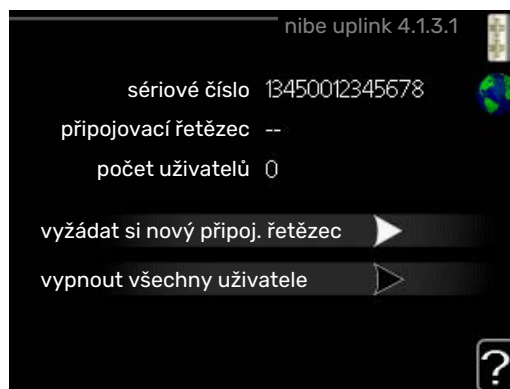 nibe uplink 4.1.3.1
sériové číslo 13450012345678
připojovací řetězec --
počet uživatelů 0
vyžádat si nový připoj. řetězec
vypnout všechny uživatele
?